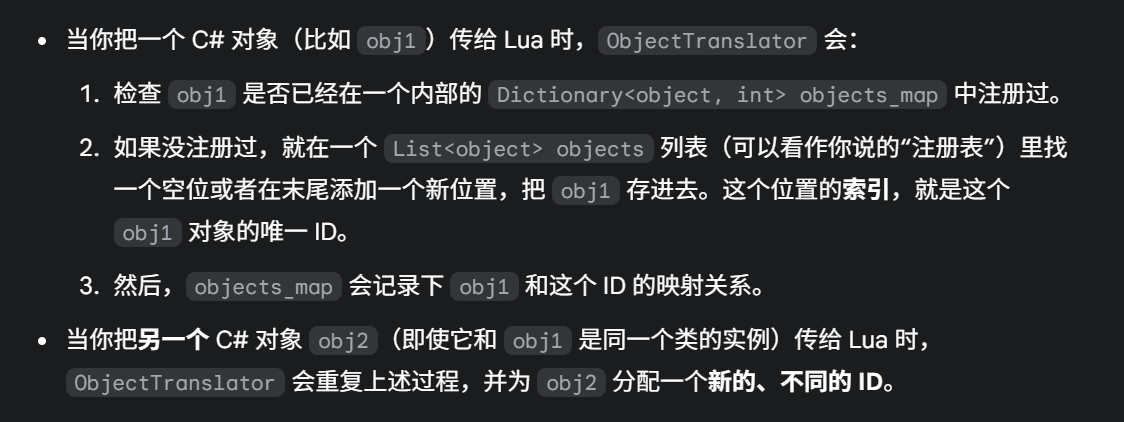 • 当你把一个 C# 对象（比如 obj1）传给 Lua 时，ObjectTranslator 会：
1. 检查 obj1 是否已经在一个内部的 Dictionary<object, int> objects_map 中注册过。
2. 如果没注册过，就在一个 List<object> objects 列表（可以看作你说的“注册表”）里找
一个空位或者在末尾添加一个新位置，把 obj1 存进去。这个位置的索引，就是这个
obj1 对象的唯一 ID。
3. 然后，objects_map 会记录下 obj1 和这个 ID 的映射关系。
• 当你把另一个 C# 对象 obj2（即使它和 obj1 是同一个类的实例）传给 Lua 时，
ObjectTranslator 会重复上述过程，并为 obj2 分配一个新的、不同的 ID。